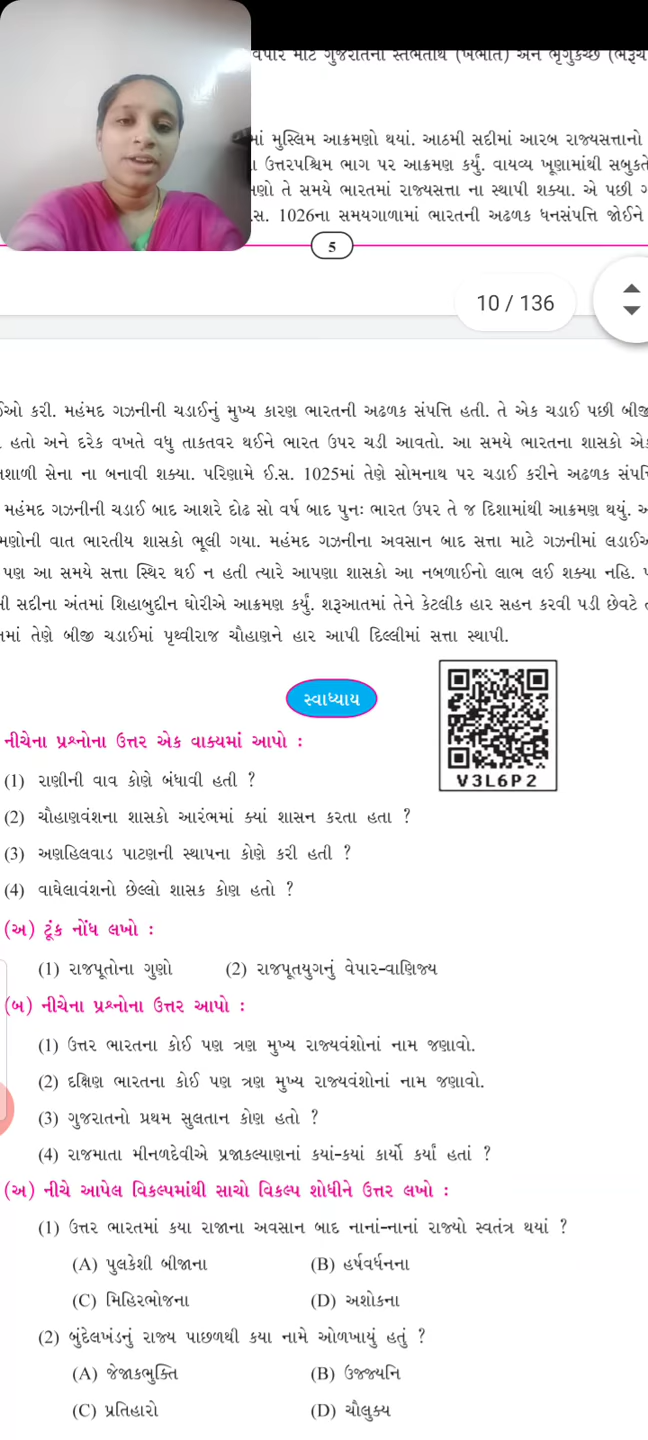 વેપાર માટે ગુજરાતના સ્તંભતીર્થ (ખંભાત) અને ભૃગુકચ્છ (ભરૂચ
માં મુસ્લિમ આક્રમણો થયાં. આઠમી સદીમાં આરબ રાજ્યસત્તાનો
ઉત્તરપશ્ચિમ ભાગ પર આક્રમણ કર્યું. વાયવ્ય ખૂણામાંથી સબુકતે
મણો તે સમયે ભારતમાં રાજ્યસત્તા ના સ્થાપી શક્યા. એ પછી
.સ. 1026ના સમયગાળામાં ભારતની અઢળક ધનસંપત્તિ જોઈને
5
10 / 136
ઈઓ કરી. મહંમદ ગઝનીની ચડાઈનું મુખ્ય કારણ ભારતની અઢળક સંપત્તિ હતી. તે એક ચડાઈ પછી બીજી
હતો અને દરેક વખતે વધુ તાકતવર થઈને ભારત ઉપર ચડી આવતો. આ સમયે ભારતના શાસકો એક
શાળી સેના ના બનાવી શક્યા. પરિણામે ઈ.સ. 1025માં તેણે સોમનાથ પર ચડાઈ કરીને અઢળક સંપત્તિ
મહંમદ ગઝનીની ચડાઈ બાદ આશરે દોઢ સો વર્ષ બાદ પુનઃ ભારત ઉપર તે જ દિશામાંથી આક્રમણ થયું.
મણોની વાત ભારતીય શાસકો ભૂલી ગયા. મહંમદ ગઝનીના અવસાન બાદ સત્તા માટે ગઝનીમાં લડાઈઓ
પણ આ સમયે સત્તા સ્થિર થઈ ન હતી ત્યારે આપણા શાસકો આ નબળાઈનો લાભ લઈ શક્યા નહિ.
મી સદીના અંતમાં શિહાબુદીન ઘોરીએ આક્રમણ કર્યું. શરૂઆતમાં તેને કેટલીક હાર સહન કરવી પડી છેવટે
માં તેણે બીજી ચડાઈમાં પૃથ્વીરાજ ચૌહાણને હાર આપી દિલ્લીમાં સત્તા સ્થાપી.
સ્વાધ્યાય
V3L6P2
નીચેના પ્રશ્નોના ઉત્તર એક વાક્યમાં આપો :
(1) રાણીની વાવ કોણે બંધાવી હતી ?
(2) ચૌહાણવંશના શાસકો આરંભમાં ક્યાં શાસન કરતા હતા ?
(3) અણહિલવાડ પાટણની સ્થાપના કોણે કરી હતી ?
(4) વાઘેલાવંશનો છેલ્લો શાસક કોણ હતો ?
(અ) ટૂંક નોંધ લખો :
(1) રાજપૂતોના ગુણો (2) રાજપૂતયુગનું વેપાર-વાણિજ્ય
(બ) નીચેના પ્રશ્નોના ઉત્તર આપો :
(1) ઉત્તર ભારતના કોઈ પણ ત્રણ મુખ્ય રાજ્યવંશોનાં નામ જણાવો.
(2) દક્ષિણ ભારતના કોઈ પણ ત્રણ મુખ્ય રાજ્યવંશોનાં નામ જણાવો.
(3) ગુજરાતનો પ્રથમ સુલતાન કોણ હતો ?
(4) રાજમાતા મીનળદેવીએ પ્રજાકલ્યાણનાં કયાં-કયાં કાર્યો કર્યાં હતાં ?
(અ) નીચે આપેલ વિકલ્પમાંથી સાચો વિકલ્પ શોધીને ઉત્તર લખો :
(1) ઉત્તર ભારતમાં કયા રાજાના અવસાન બાદ નાનાં-નાનાં રાજ્યો સ્વતંત્ર થયાં ?
(A) પુલકેશી બીજાના (B) હર્ષવર્ધનના
(C) મિહિરભોજના (D) અશોકના
(2) બુંદેલખંડનું રાજ્ય પાછળથી કયા નામે ઓળખાયું હતું ?
(A) જેજાકભુક્તિ (B) ઉજ્જયનિ
(C) પ્રતિહારો (D) ચૌલુક્ય